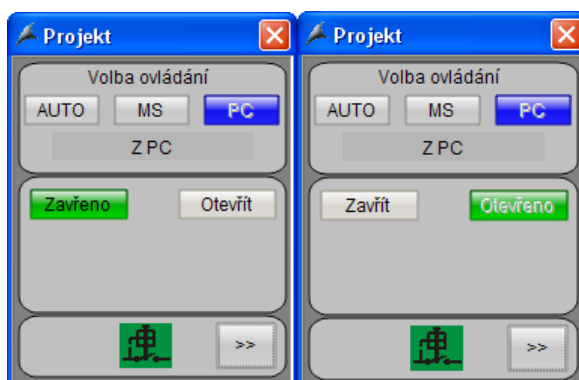 Projekt
Volba ovládání
AUTO MS PC
Z PC
Zavřeno Otevřít
>>
Projekt
Volba ovládání
AUTO MS PC
Z PC
Zavřít Otevřeno
>>